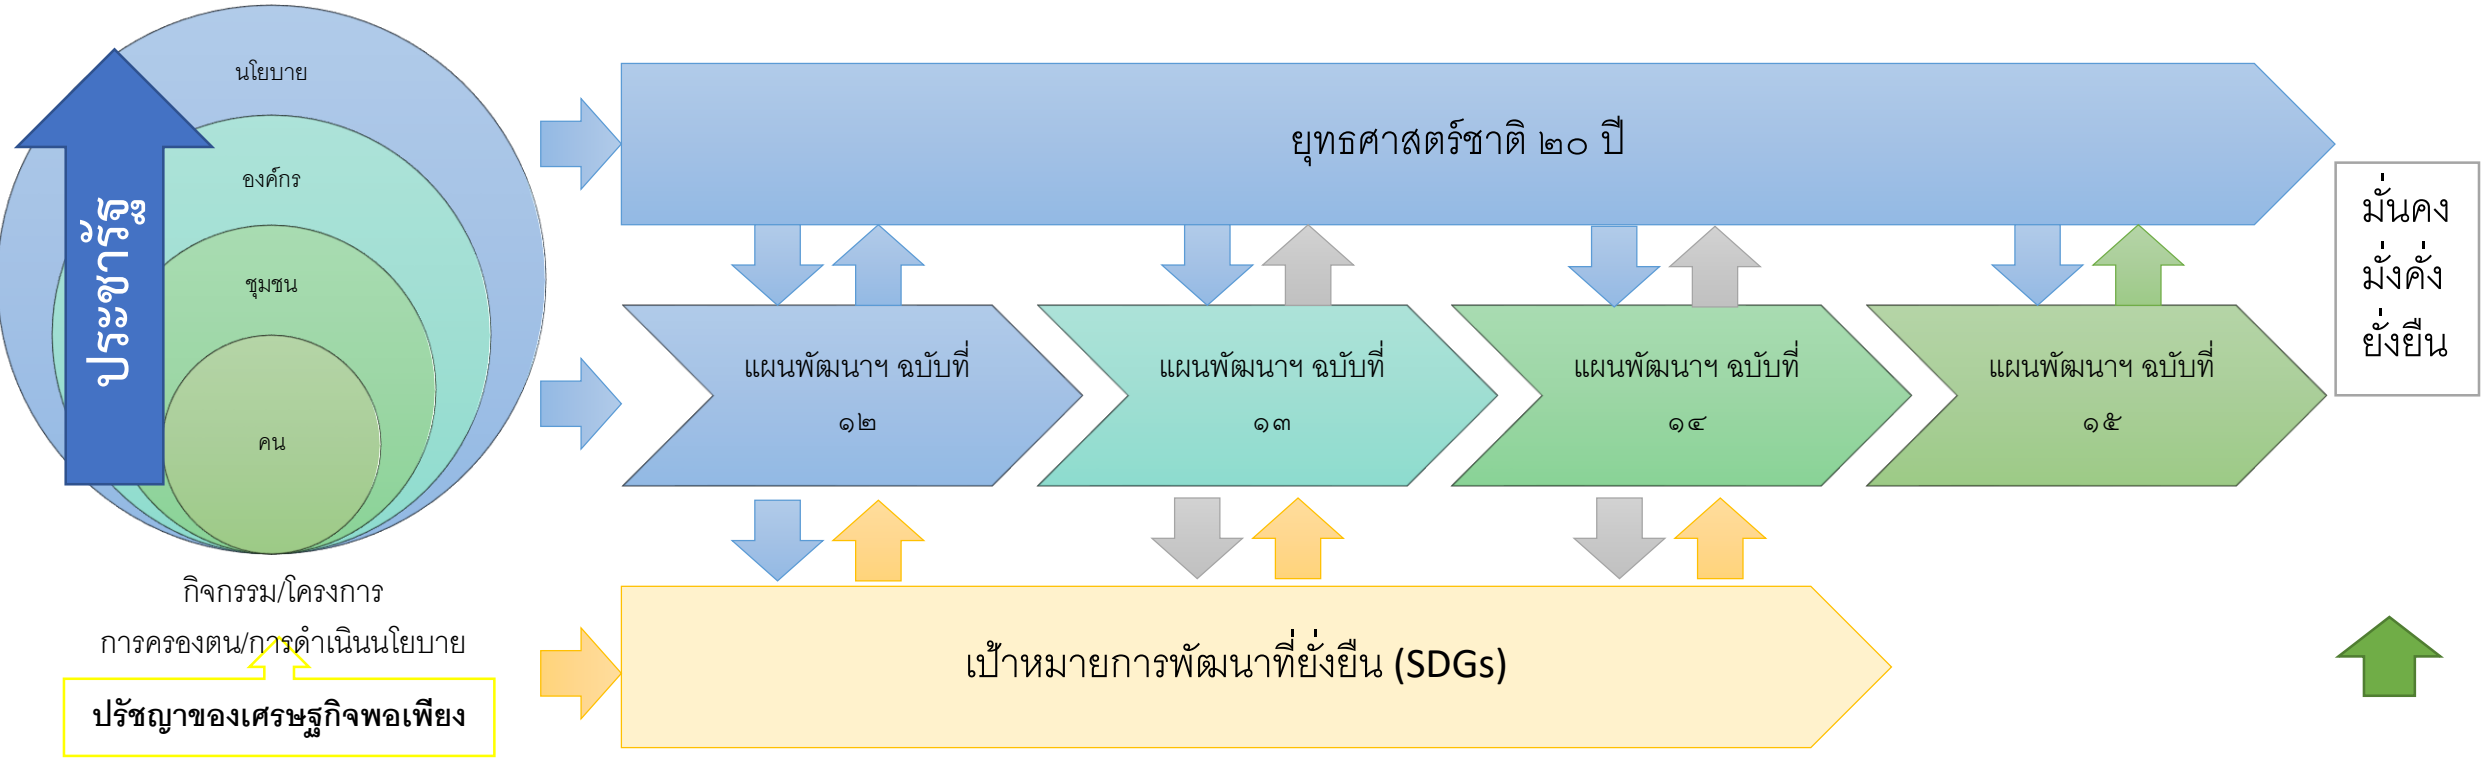 นโยบาย
องค์กร
ชุมชน
คน
ประชารัฐ
กิจกรรม/โครงการ
การครองตน/การดำเนินนโยบาย
ปรัชญาของเศรษฐกิจพอเพียง
ยุทธศาสตร์ชาติ ๒๐ ปี
แผนพัฒนาฯ ฉบับที่
๑๒
แผนพัฒนาฯ ฉบับที่
๑๓
แผนพัฒนาฯ ฉบับที่
๑๔
แผนพัฒนาฯ ฉบับที่
๑๕
เป้าหมายการพัฒนาที่ยั่งยืน (SDGs)
มั่นคง
มั่งคั่ง
ยั่งยืน